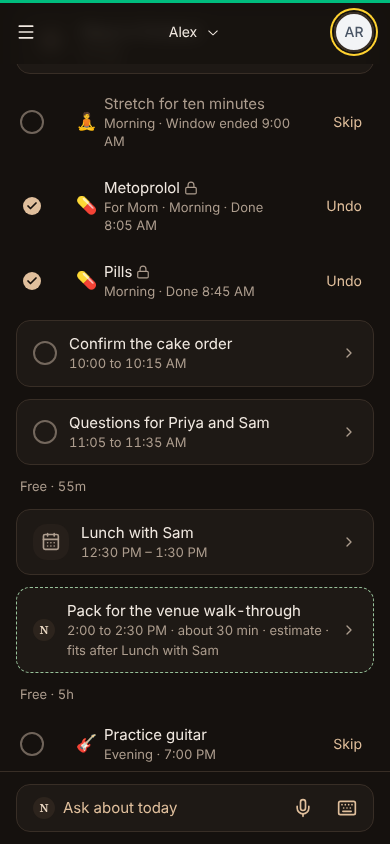 Alex
AR
Stretch for ten minutes
Morning · Window ended 9:00
AM
Skip
Metoprolol
For Mom · Morning · Done
8:05 AM
Undo
Pills
Morning · Done 8:45 AM
Undo
Confirm the cake order
10:00 to 10:15 AM
Questions for Priya and Sam
11:05 to 11:35 AM
Free · 55m
Lunch with Sam
12:30 PM – 1:30 PM
N
Pack for the venue walk-through
2:00 to 2:30 PM · about 30 min · estimate ·
fits after Lunch with Sam
Free · 5h
Practice guitar
Evening · 7:00 PM
Skip
N
Ask about today